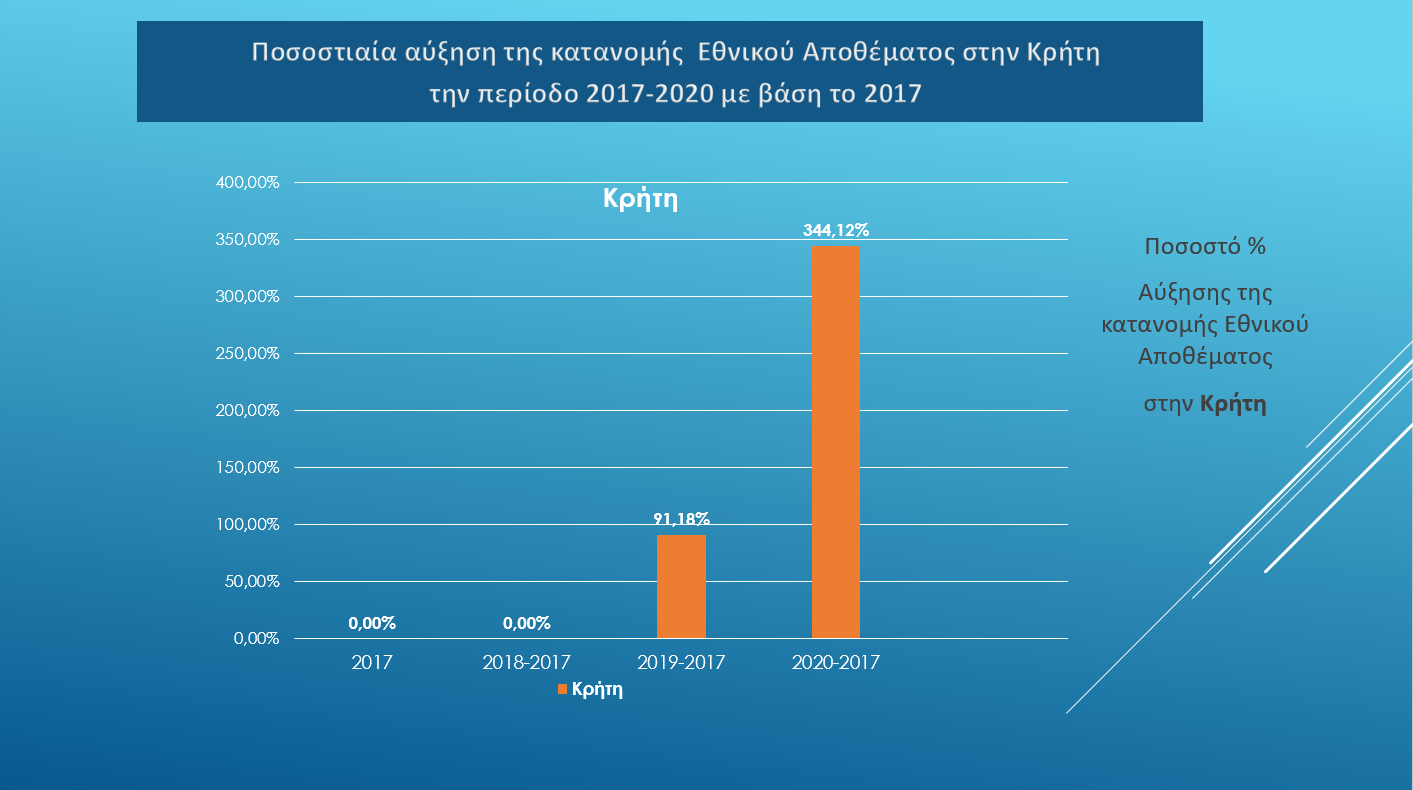 Ποσοστιαία αύξηση της κατανομής  Εθνικού Αποθέματος στην Κρήτη
την περίοδο 2017-2020 με βάση το 2017
Κρήτη
400,00%
350,00%
300,00%
250,00%
200,00%
150,00%
100,00%
50,00%
0,00%
0,00%
0,00%
91,18%
344,12%
2017
2018-2017
2019-2017
2020-2017
Κρήτη
Ποσοστό %
Αύξησης της
κατανομής Εθνικού
Αποθέματος
στην Κρήτη